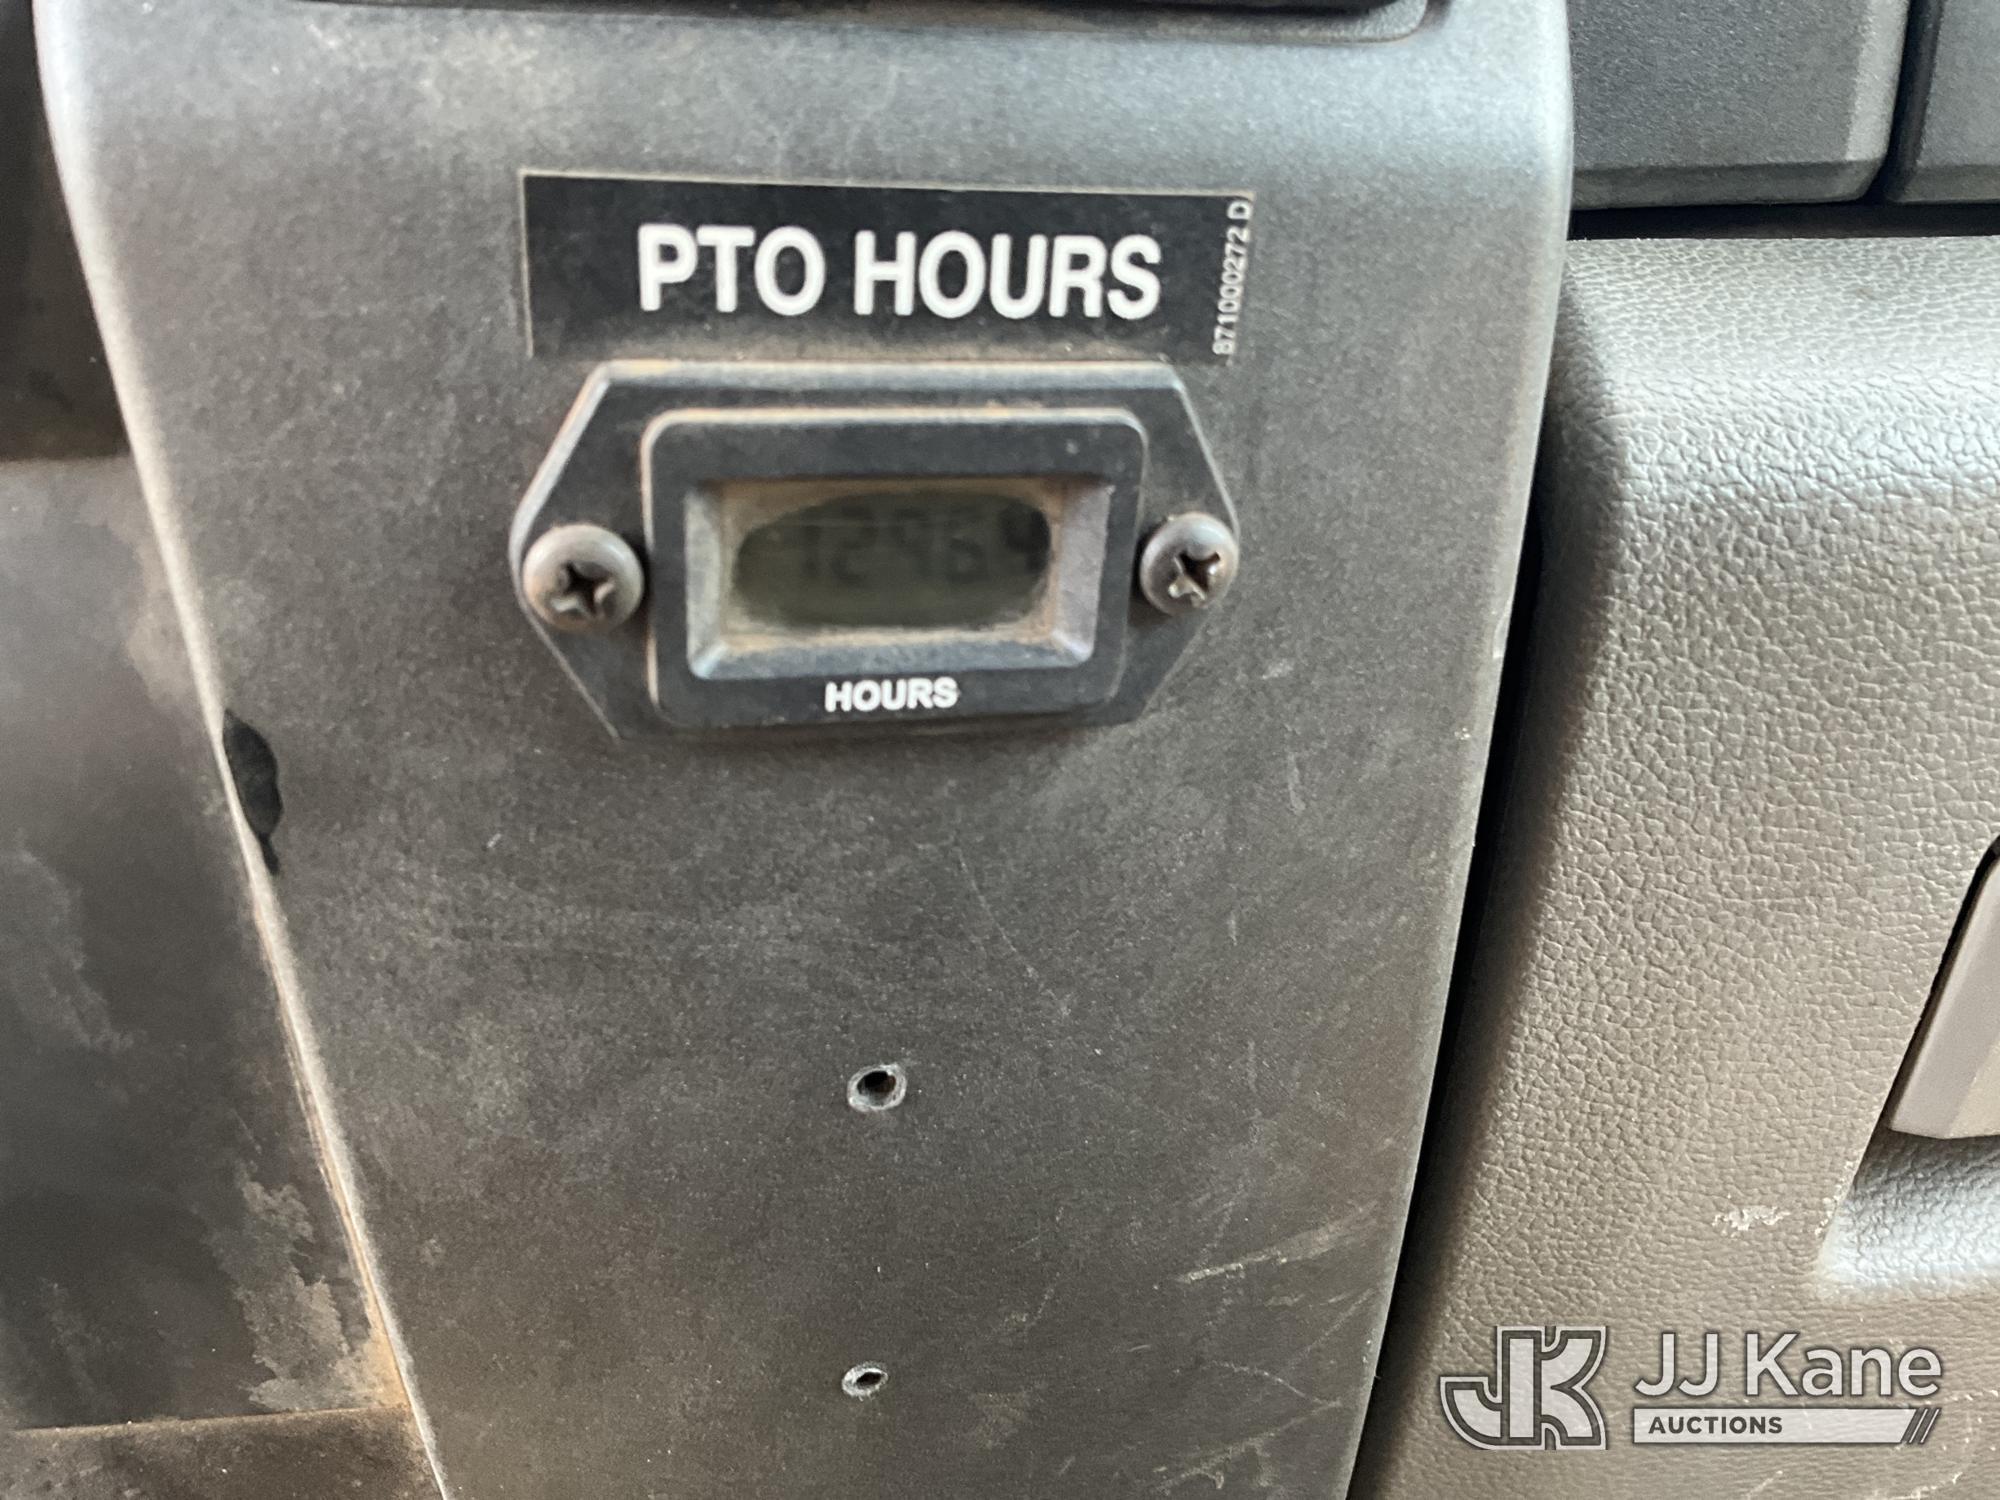 PTO HOURS
871000272 D
HOURS
JJ Kane
AUCTIONS